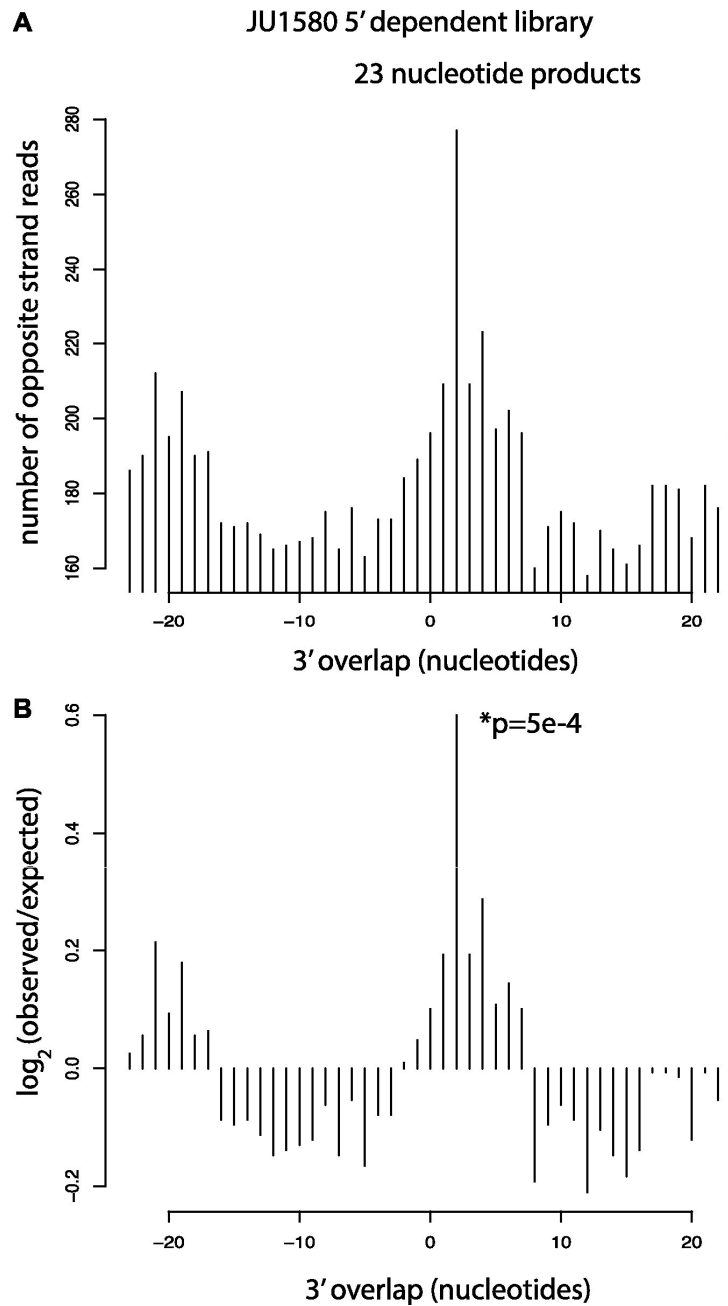 A
JU1580 5′ dependent library
23 nucleotide products
number of opposite strand reads
280
260
240
220
200
180
160
−20
−10
0
10
20
3′ overlap (nucleotides)
B
*p=5e-4
log2 (observed/expected)
0.6
0.4
0.2
0.0
−0.2
−20
−10
0
10
20
3′ overlap (nucleotides)